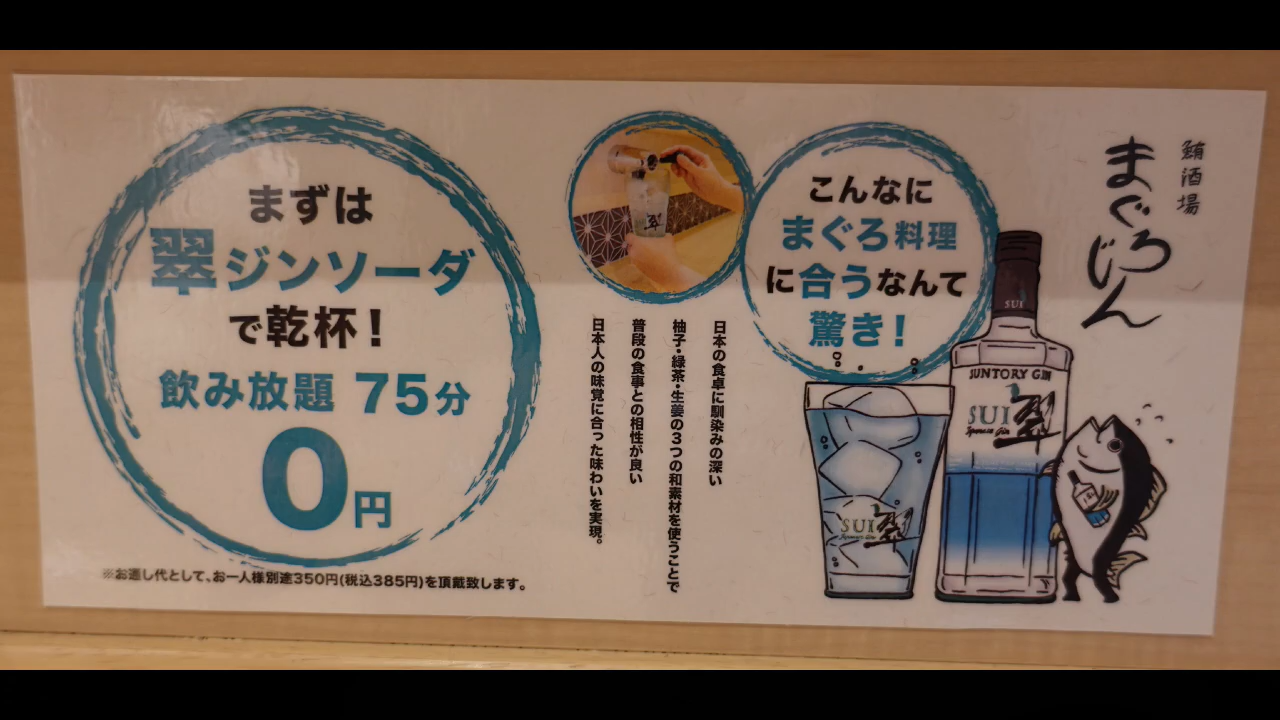 まずは
翠ジンソーダ
で乾杯！
飲み放題 75分
0円
※お通し代として、お一人様別途350円(税込385円)を頂戴致します。
翠
日本の食卓に馴染みの深い
柚子・緑茶・生姜の3つの和素材を使うことで
普段の食事との相性が良い
日本人の味覚に合った味わいを実現。
こんなに
まぐろ料理
に合うなんて
驚き！
鮪酒場
まぐろじん
SUI
SUNTORY GIN
SUI 翠
Japanese Gin
SUI 翠
Japanese Gin